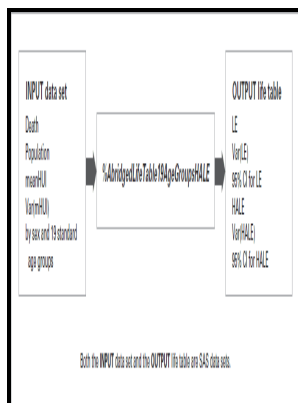 INPUT data set
Death
Population
meanHUI
Var(mHUI)
by sex and 19 standard
age groups
%AbridgedLifeTable19AgeGroupsHALE
OUTPUT life table
LE
Var(LE)
95% CI for LE
HALE
Var(HALE)
95% CI for HALE
Both the INPUT data set and the OUTPUT life table are SAS data sets.